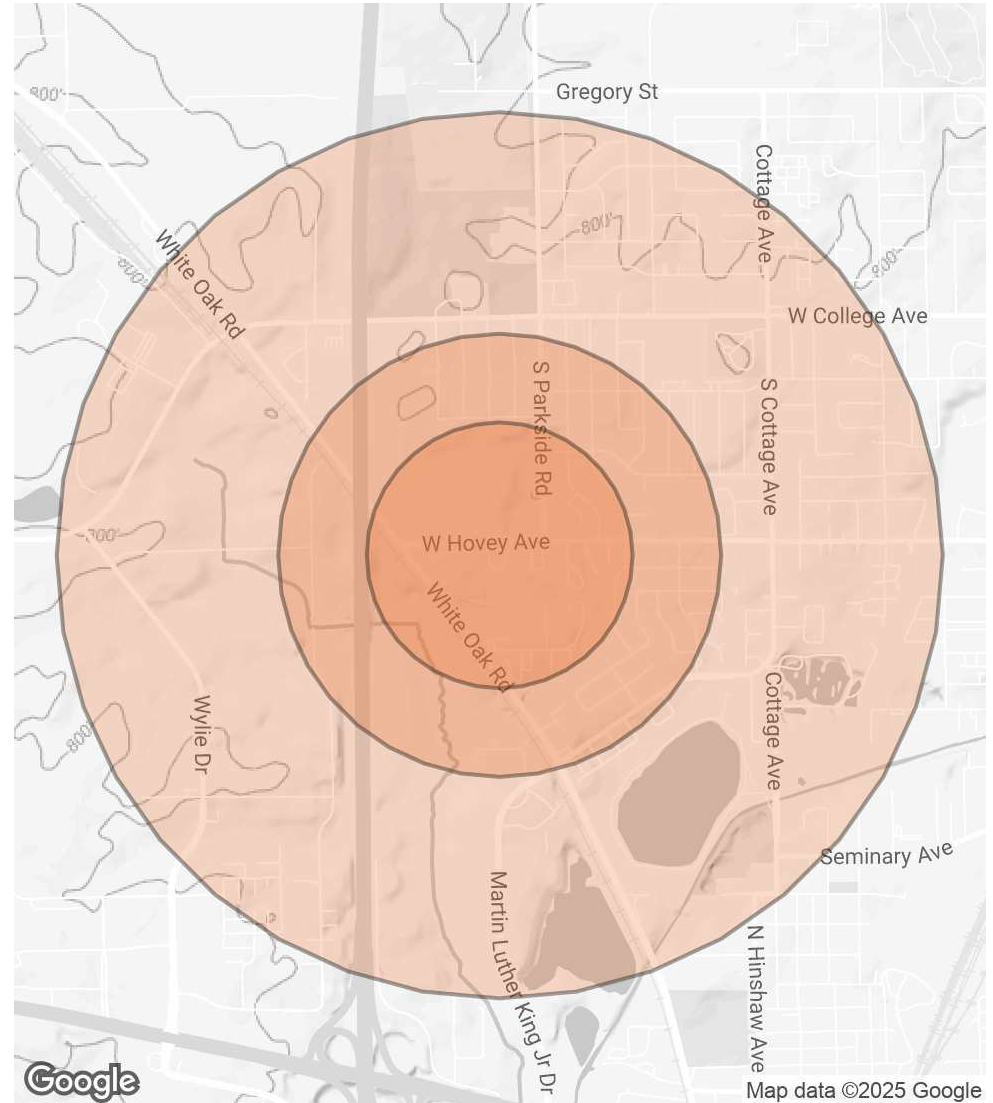 Gregory St
800'
Cottage Ave
800'
800'
White Oak Rd
800'
W College Ave
S Parkside Rd
S Cottage Ave
W Hovey Ave
White Oak Rd
Wylie Dr
800'
Cottage Ave
Seminary Ave
Martin Luther King Jr Dr
N Hinshaw Ave
Google
Map data ©2025 Google